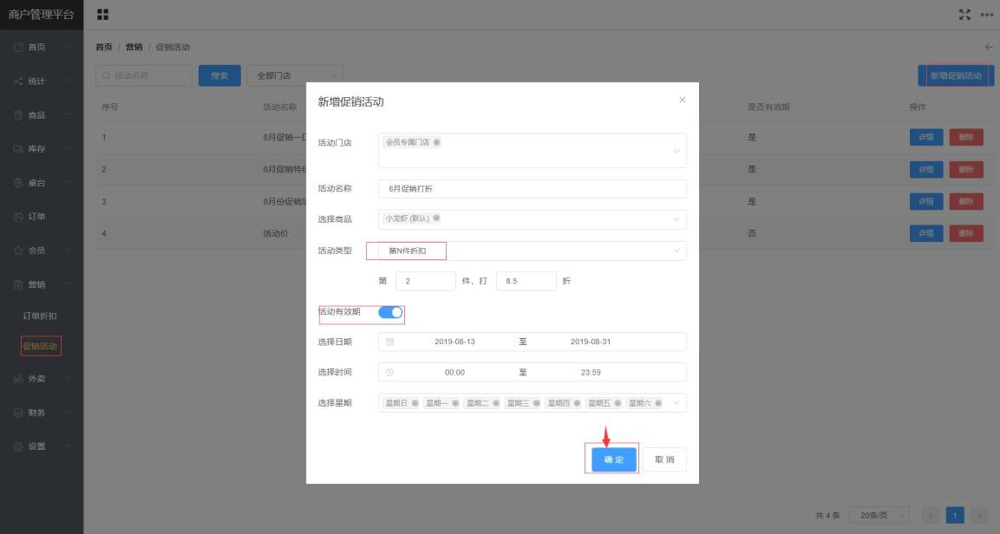 商户管理平台
首页
统计
商品
库存
桌台
订单
会员
营销
订单折扣
促销活动
外卖
财务
设置
首页 / 营销 / 促销活动
活动名称
搜索
全部门店
新增促销活动
序号 活动名称 是否有效期 操作
1 8月促销一口 是 详情 删除
2 8月促销特价 是 详情 删除
3 8月份促销活 是 详情 删除
4 活动价 否 详情 删除
新增促销活动
活动门店 会员专属门店
活动名称 8月促销打折
选择商品 小龙虾 (默认)
活动类型 第N件折扣
第 2 件，打 8.5 折
活动有效期
选择日期 2019-08-13 至 2019-08-31
选择时间 00:00 至 23:59
选择星期 星期日 星期一 星期二 星期三 星期四 星期五 星期六
确 定 取 消
共 4 条 20条/页 1